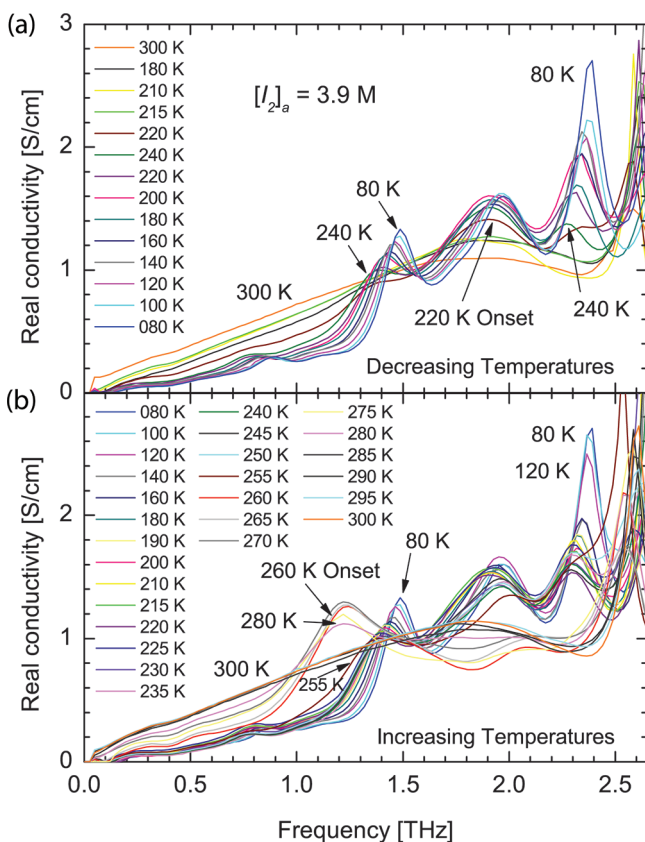 (a)
3
2
1
0
Real conductivity [S/cm]
300 K
180 K
210 K
215 K
220 K
240 K
220 K
200 K
180 K
160 K
140 K
120 K
100 K
080 K
[I2]a = 3.9 M
80 K
80 K
240 K
300 K
220 K Onset
240 K
Decreasing Temperatures
(b)
2
1
0
Real conductivity [S/cm]
080 K 240 K 275 K
100 K 245 K 280 K
120 K 250 K 285 K
140 K 255 K 290 K
160 K 260 K 295 K
180 K 265 K 300 K
190 K 270 K
200 K
210 K
215 K
220 K
225 K
230 K
235 K
80 K
120 K
80 K
260 K Onset
280 K
300 K
255 K
Increasing Temperatures
0.0 0.5 1.0 1.5 2.0 2.5
Frequency [THz]